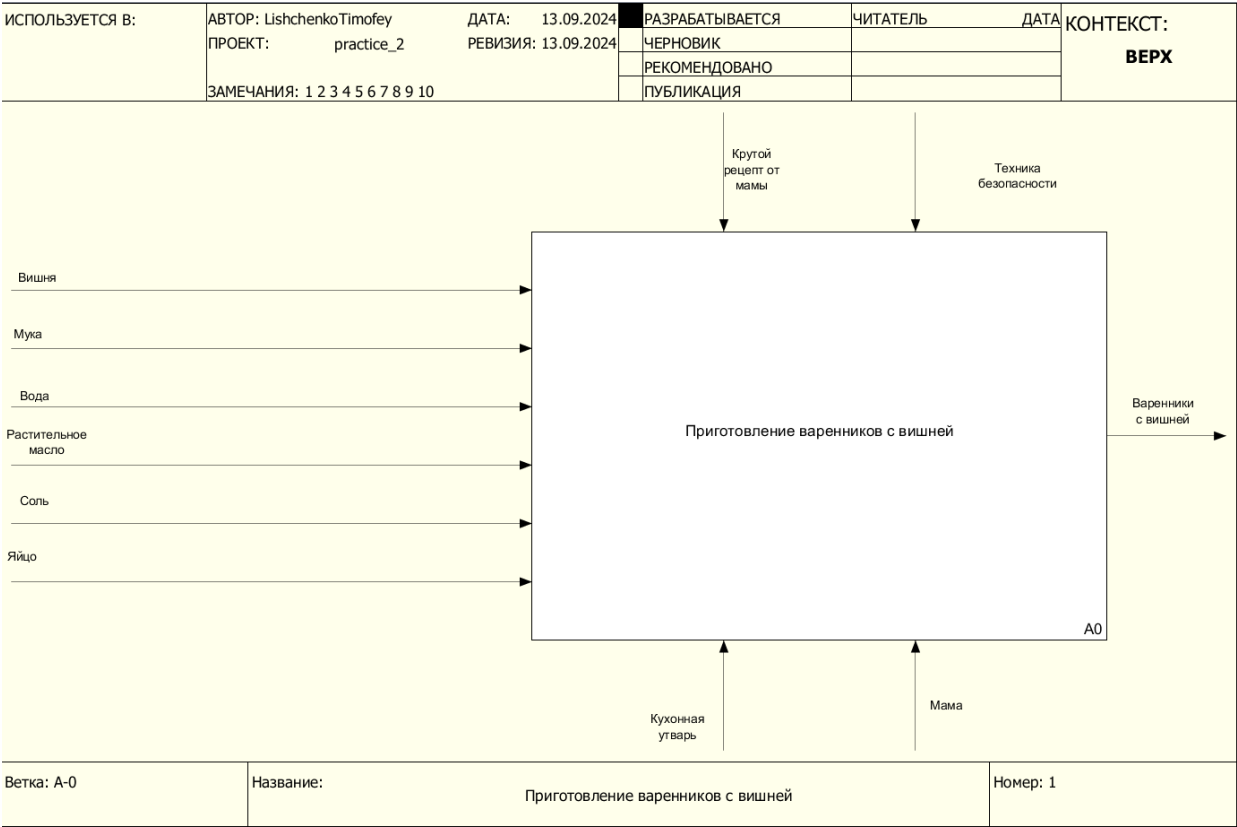 ИСПОЛЬЗУЕТСЯ В:
АВТОР: LishchenkoTimofey
ДАТА: 13.09.2024
РАЗРАБАТЫВАЕТСЯ
ЧИТАТЕЛЬ
ДАТА
КОНТЕКСТ:
ПРОЕКТ: practice_2
РЕВИЗИЯ: 13.09.2024
ЧЕРНОВИК
ВЕРХ
РЕКОМЕНДОВАНО
ЗАМЕЧАНИЯ: 1 2 3 4 5 6 7 8 9 10
ПУБЛИКАЦИЯ
Крутой
рецепт от
мамы
Техника
безопасности
Вишня
Мука
Вода
Растительное
масло
Соль
Яйцо
Приготовление варенников с вишней
A0
Варенники
с вишней
Кухонная
утварь
Мама
Ветка: A-0
Название:
Приготовление варенников с вишней
Номер: 1